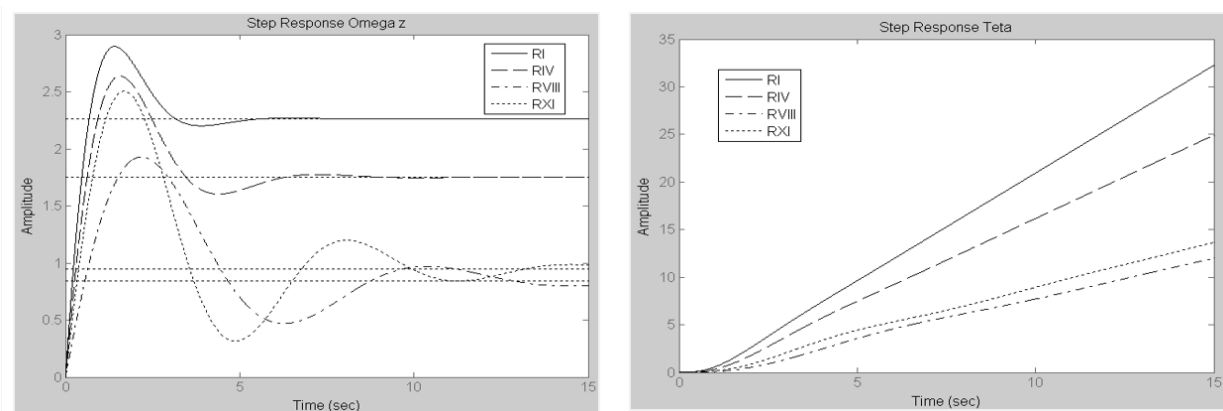 Step Response Omega z
3
2.5
2
1.5
1
0.5
0
Amplitude
RI
RIV
RVIII
RXI
0
5
10
15
Time (sec)
Step Response Teta
35
30
25
20
15
10
5
0
Amplitude
RI
RIV
RVIII
RXI
0
5
10
15
Time (sec)